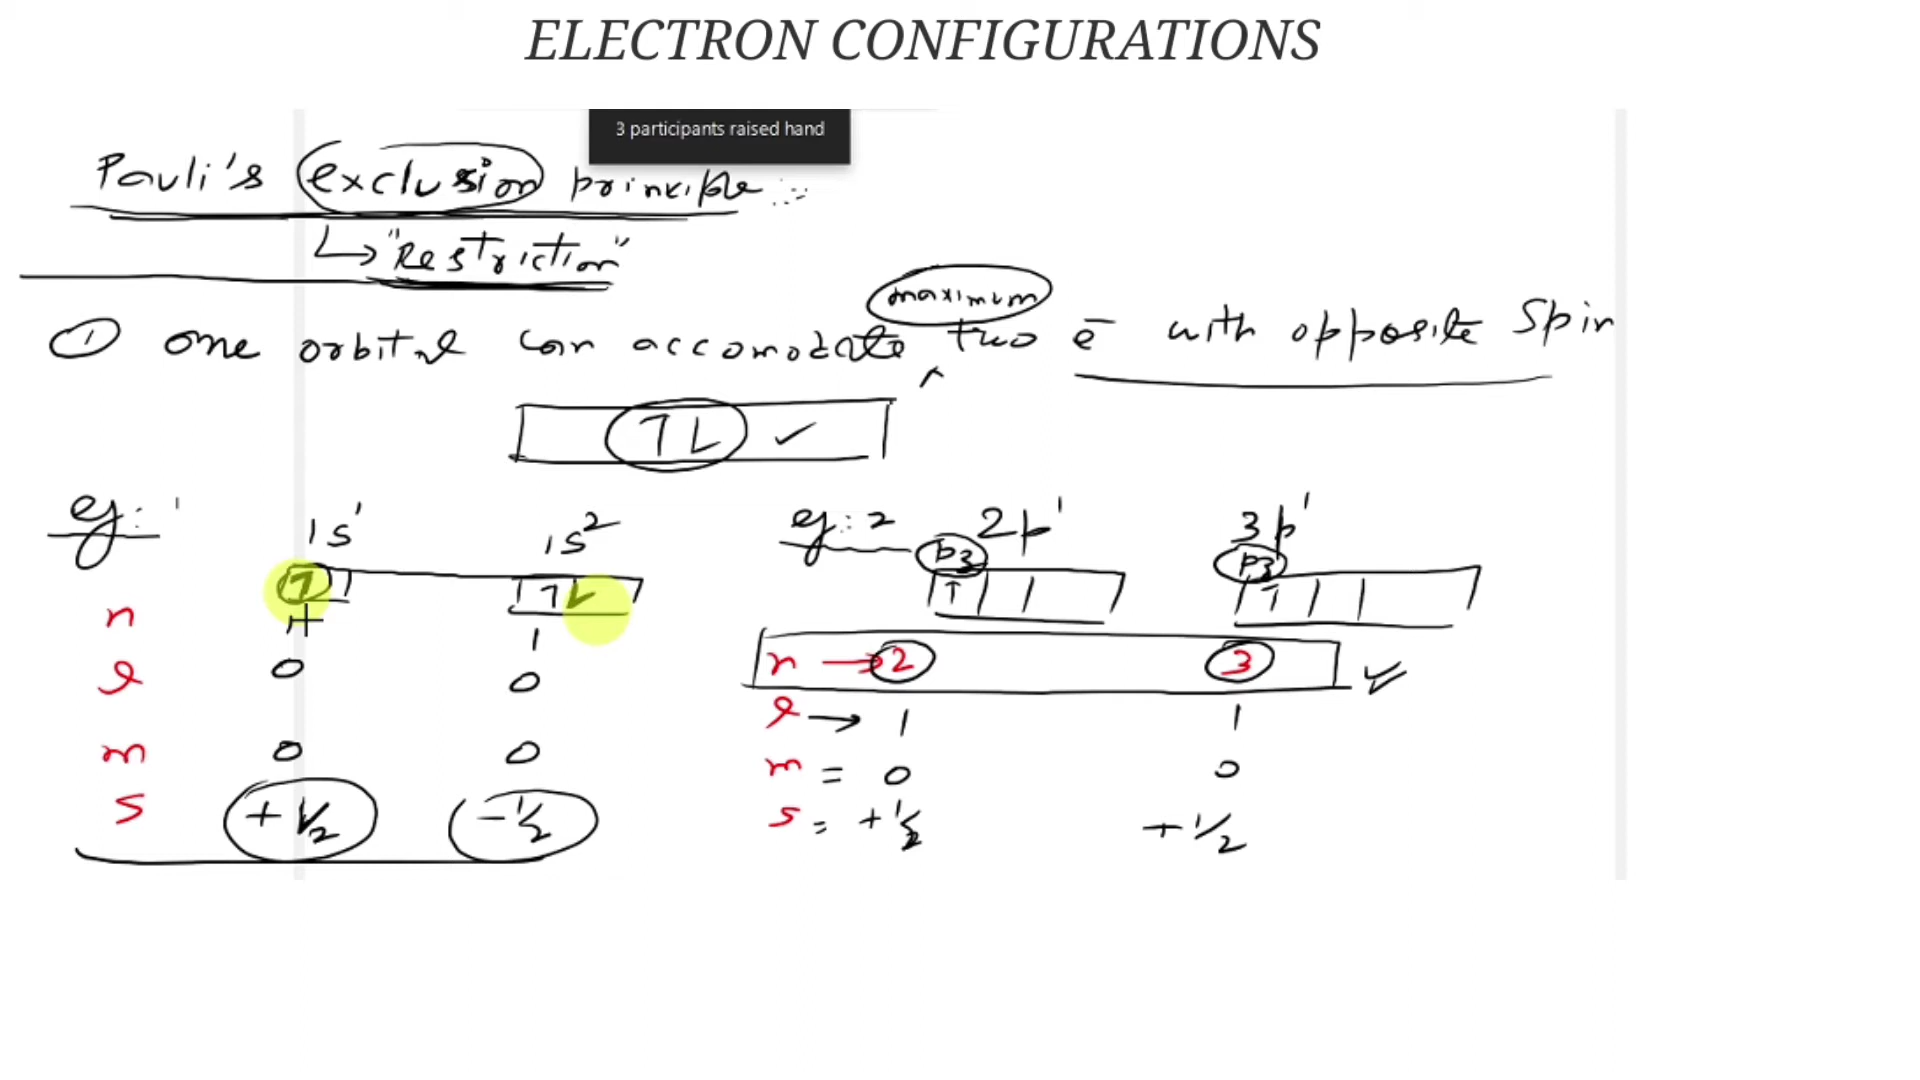 ELECTRON CONFIGURATIONS
3 participants raised hand
Pauli's exclusion principle :-
↳ "Restriction"
maximum
① one orbital can accomodate ^ two e⁻ with opposite Spin
↑↓ ✓
eg: 1 1s¹ 1s² eg: 2 2p¹ 3p¹
pz pz
↑ ↑↓ ↑ ↑
n 1 1 n → 2 3 ✓
l 0 0 l → 1 1
m 0 0 m = 0 0
s +1/2 -1/2 s = +1/2 +1/2